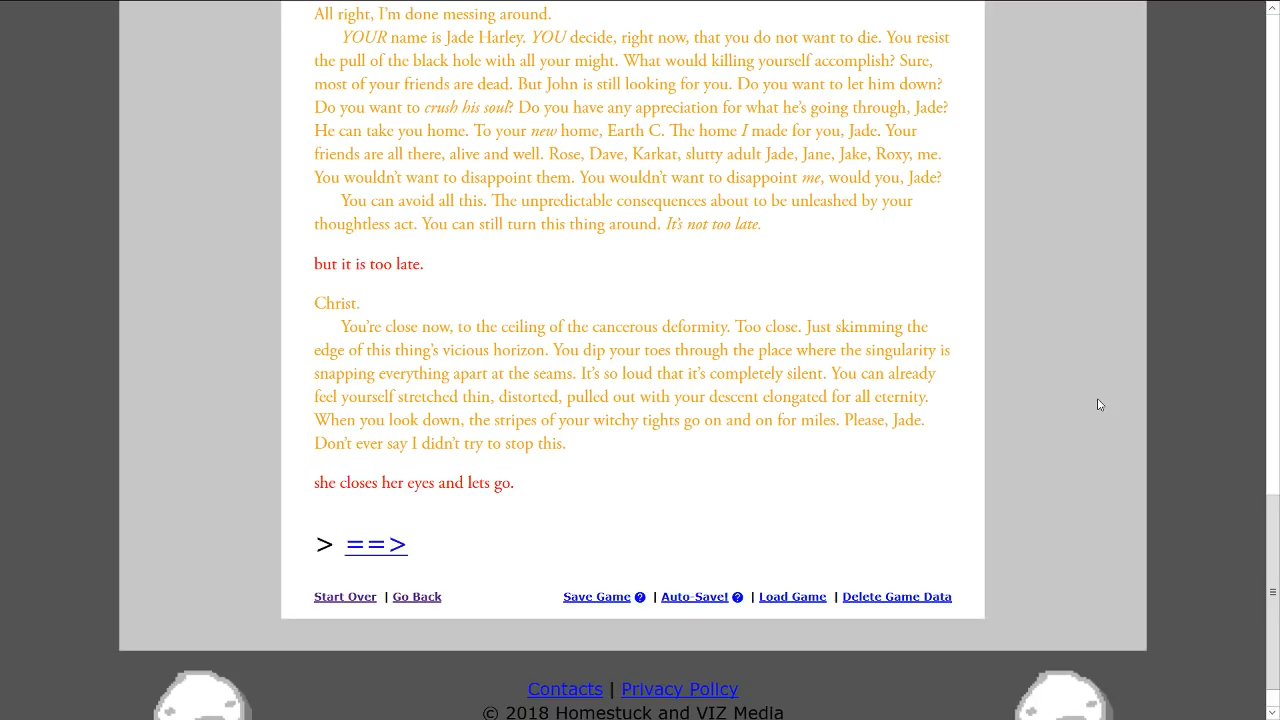 All right, I'm done messing around.
YOUR name is Jade Harley. YOU decide, right now, that you do not want to die. You resist
the pull of the black hole with all your might. What would killing yourself accomplish? Sure,
most of your friends are dead. But John is still looking for you. Do you want to let him down?
Do you want to crush his soul? Do you have any appreciation for what he's going through, Jade?
He can take you home. To your new home, Earth C. The home I made for you, Jade. Your
friends are all there, alive and well. Rose, Dave, Karkat, slutty adult Jade, Jane, Jake, Roxy, me.
You wouldn't want to disappoint them. You wouldn't want to disappoint me, would you, Jade?
You can avoid all this. The unpredictable consequences about to be unleashed by your
thoughtless act. You can still turn this thing around. It's not too late.
but it is too late.
Christ.
You're close now, to the ceiling of the cancerous deformity. Too close. Just skimming the
edge of this thing's vicious horizon. You dip your toes through the place where the singularity is
snapping everything apart at the seams. It's so loud that it's completely silent. You can already
feel yourself stretched thin, distorted, pulled out with your descent elongated for all eternity.
When you look down, the stripes of your witchy tights go on and on for miles. Please, Jade.
Don't ever say I didn't try to stop this.
she closes her eyes and lets go.
> ==>
Start Over | Go Back Save Game ? | Auto-Save! ? | Load Game | Delete Game Data
Contacts | Privacy Policy
© 2018 Homestuck and VIZ Media